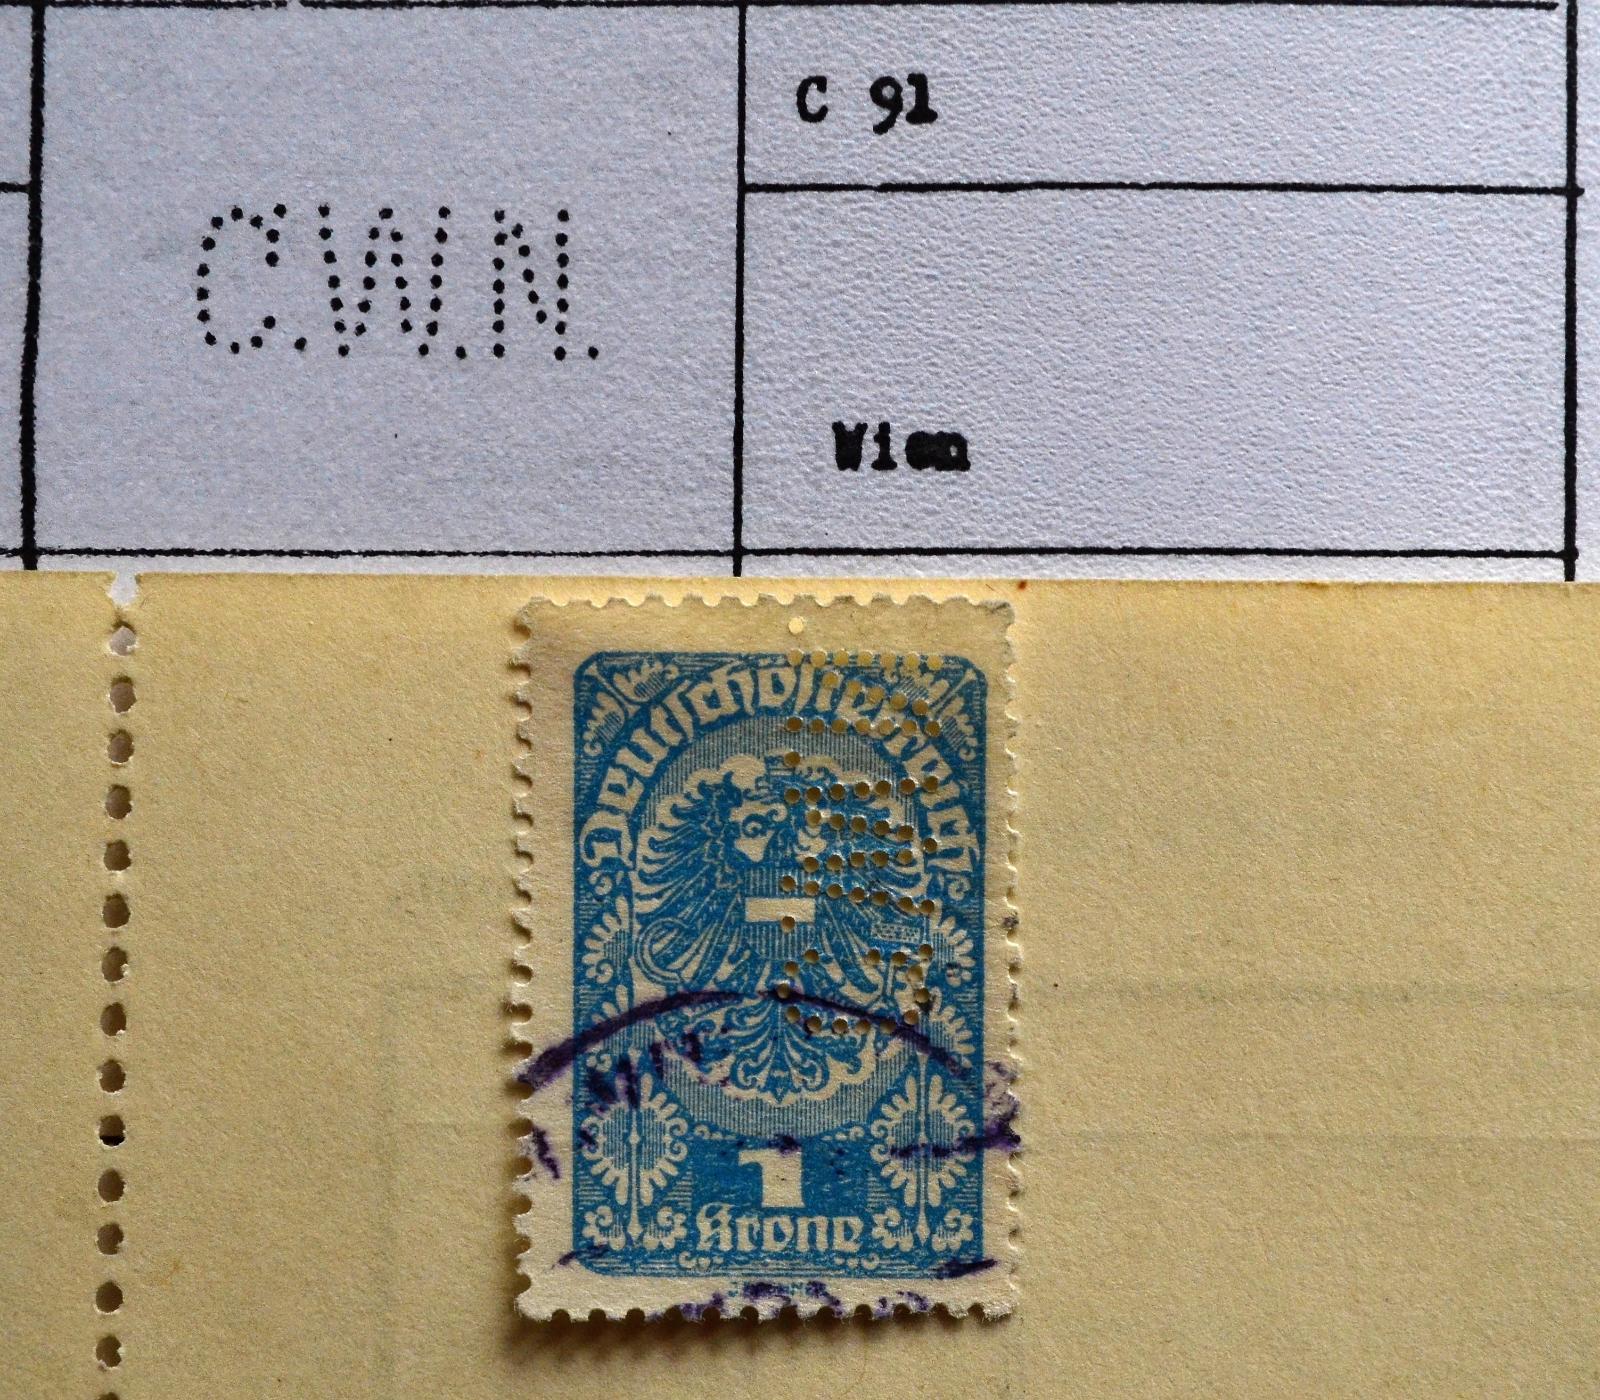 C 91
C.W.N.
Wien
Deutschösterreich
1
Krone